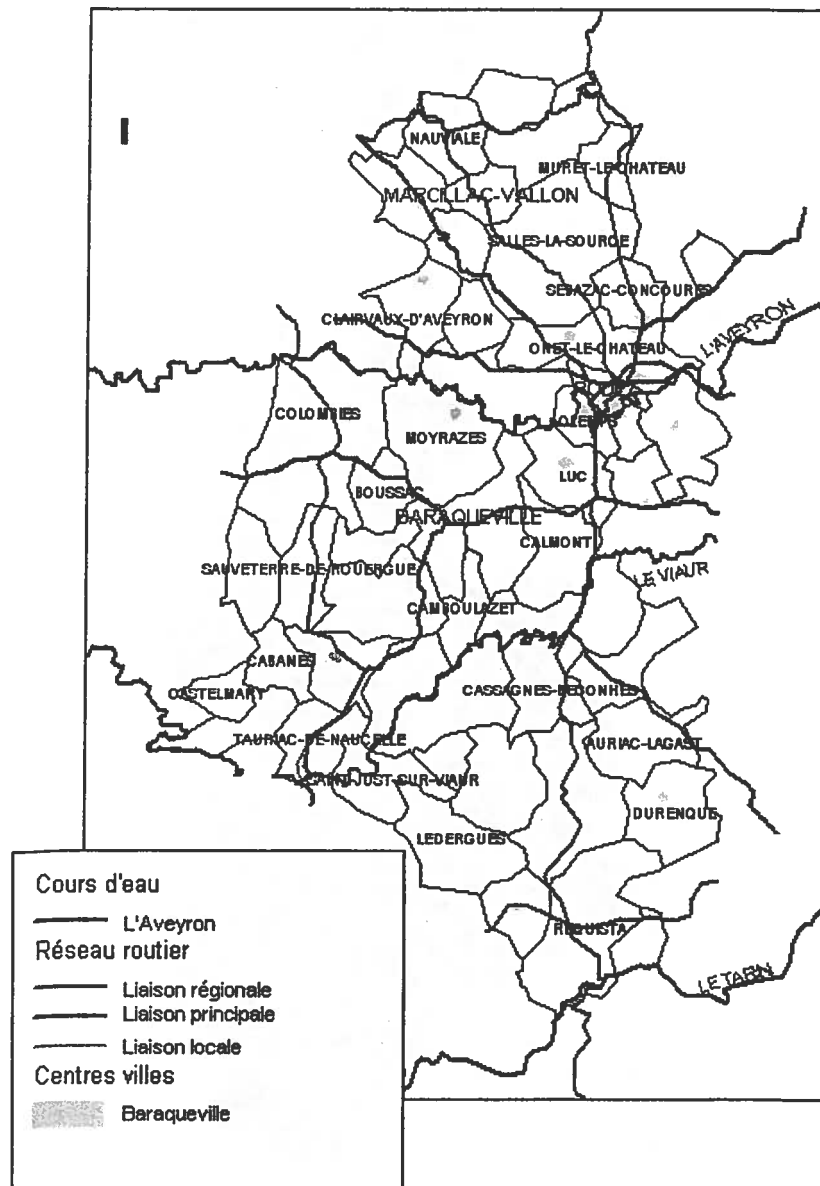 NAUVIALE
MURET-LE-CHATEAU
MARCILLAC-VALLON
SALLES-LA-SOURCE
SEBAZAC-CONCOURES
CLAIRVAUX-D'AVEYRON
ONET-LE-CHATEAU
L'AVEYRON
COLOMBIES
MOYRAZES
LUC
BOUSSAC
BARAQUEVILLE
CALMONT
SAUVETERRE-DE-ROUERGUE
LE VIAUR
CAMBOULAZET
CABANES
CASTELMARY
CASSAGNES-BEGONHES
TAURIAC-DE-NAUCELLE
AURIAC-LAGAST
SAINT-JUST-SUR-VIAUR
DURENQUE
LEDERGUES
REQUISTA
LE TARN
Cours d'eau
L'Aveyron
Réseau routier
Liaison régionale
Liaison principale
Liaison locale
Centres villes
Baraqueville